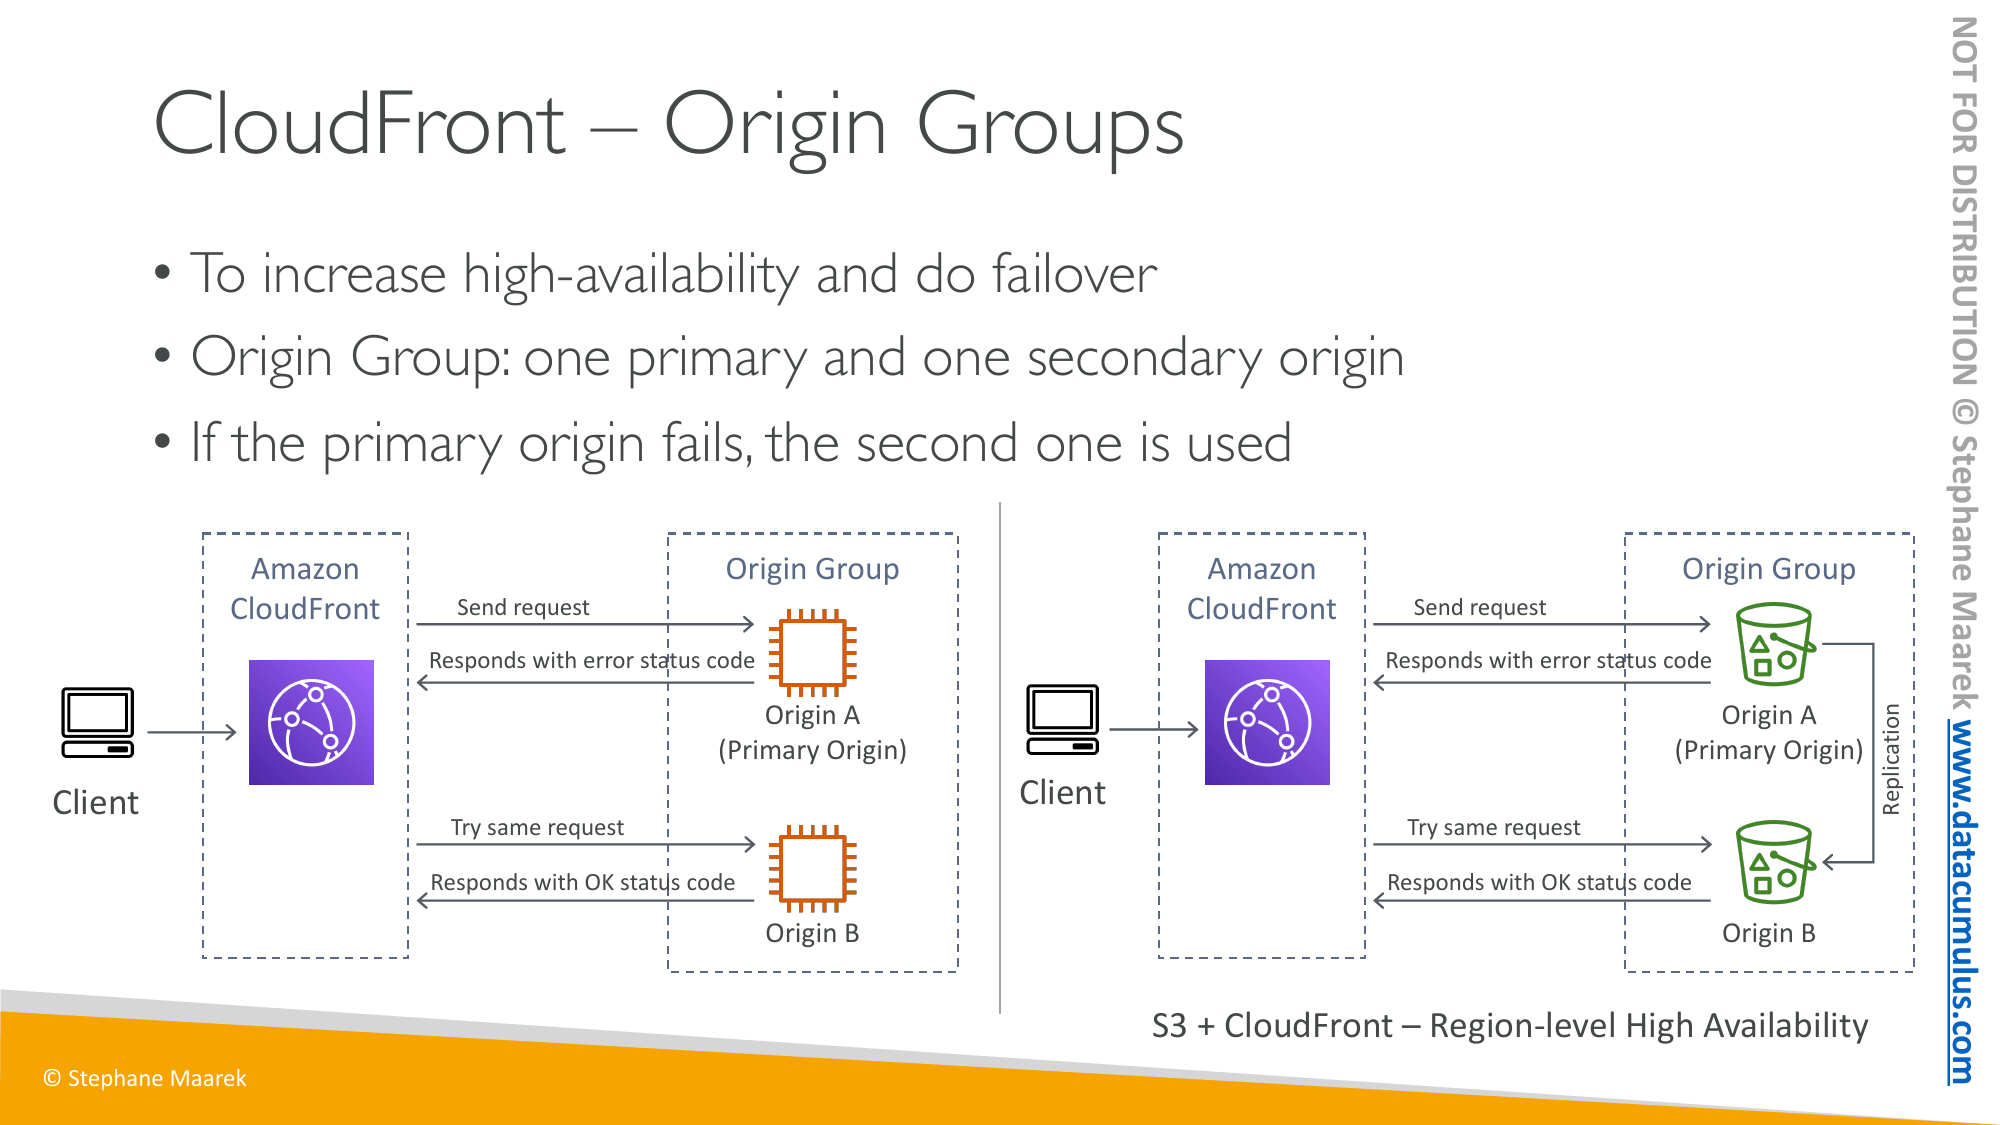 CloudFront – Origin Groups
• To increase high-availability and do failover
• Origin Group: one primary and one secondary origin
• If the primary origin fails, the second one is used
Amazon
CloudFront
Origin Group
Send request
Responds with error status code
Origin A
(Primary Origin)
Client
Try same request
Responds with OK status code
Origin B
Amazon
CloudFront
Origin Group
Send request
Responds with error status code
Origin A
(Primary Origin)
Replication
Client
Try same request
Responds with OK status code
Origin B
S3 + CloudFront – Region-level High Availability
© Stephane Maarek
NOT FOR DISTRIBUTION © Stephane Maarek www.datacumulus.com